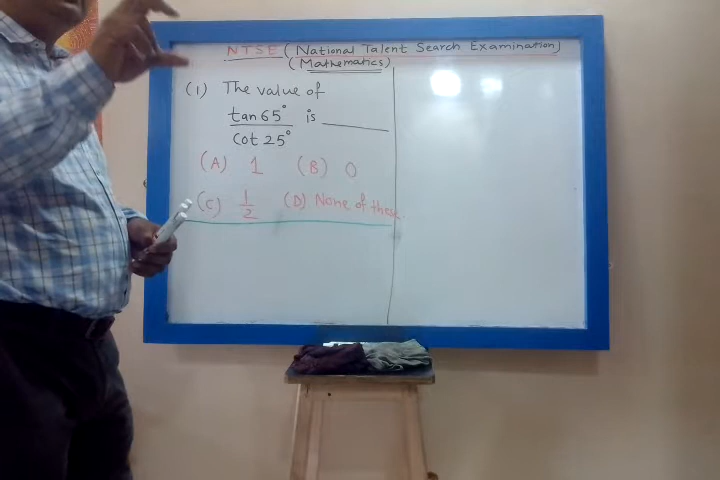 NTSE (National Talent Search Examination)
(Mathematics)
(1) The value of
tan 65° is ______
cot 25°
(A) 1 (B) 0
(C) 1/2 (D) None of these.